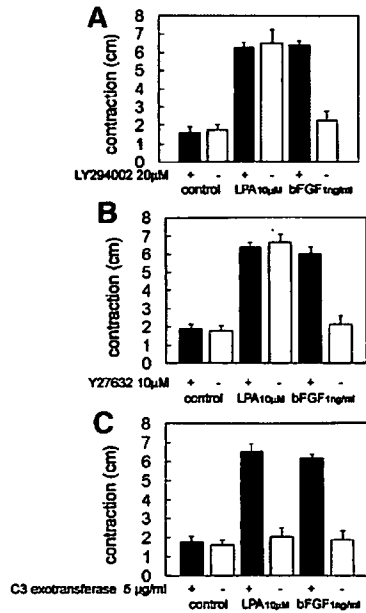 A
contraction (cm)
8
7
6
5
4
3
2
1
0
LY294002 20μM + - + - + -
control LPA10μM bFGF1ng/ml
B
contraction (cm)
8
7
6
5
4
3
2
1
0
Y27632 10μM + - + - + -
control LPA10μM bFGF1ng/ml
C
contraction (cm)
8
7
6
5
4
3
2
1
0
C3 exotransferase 5 μg/ml + - + - + -
control LPA10μM bFGF1ng/ml